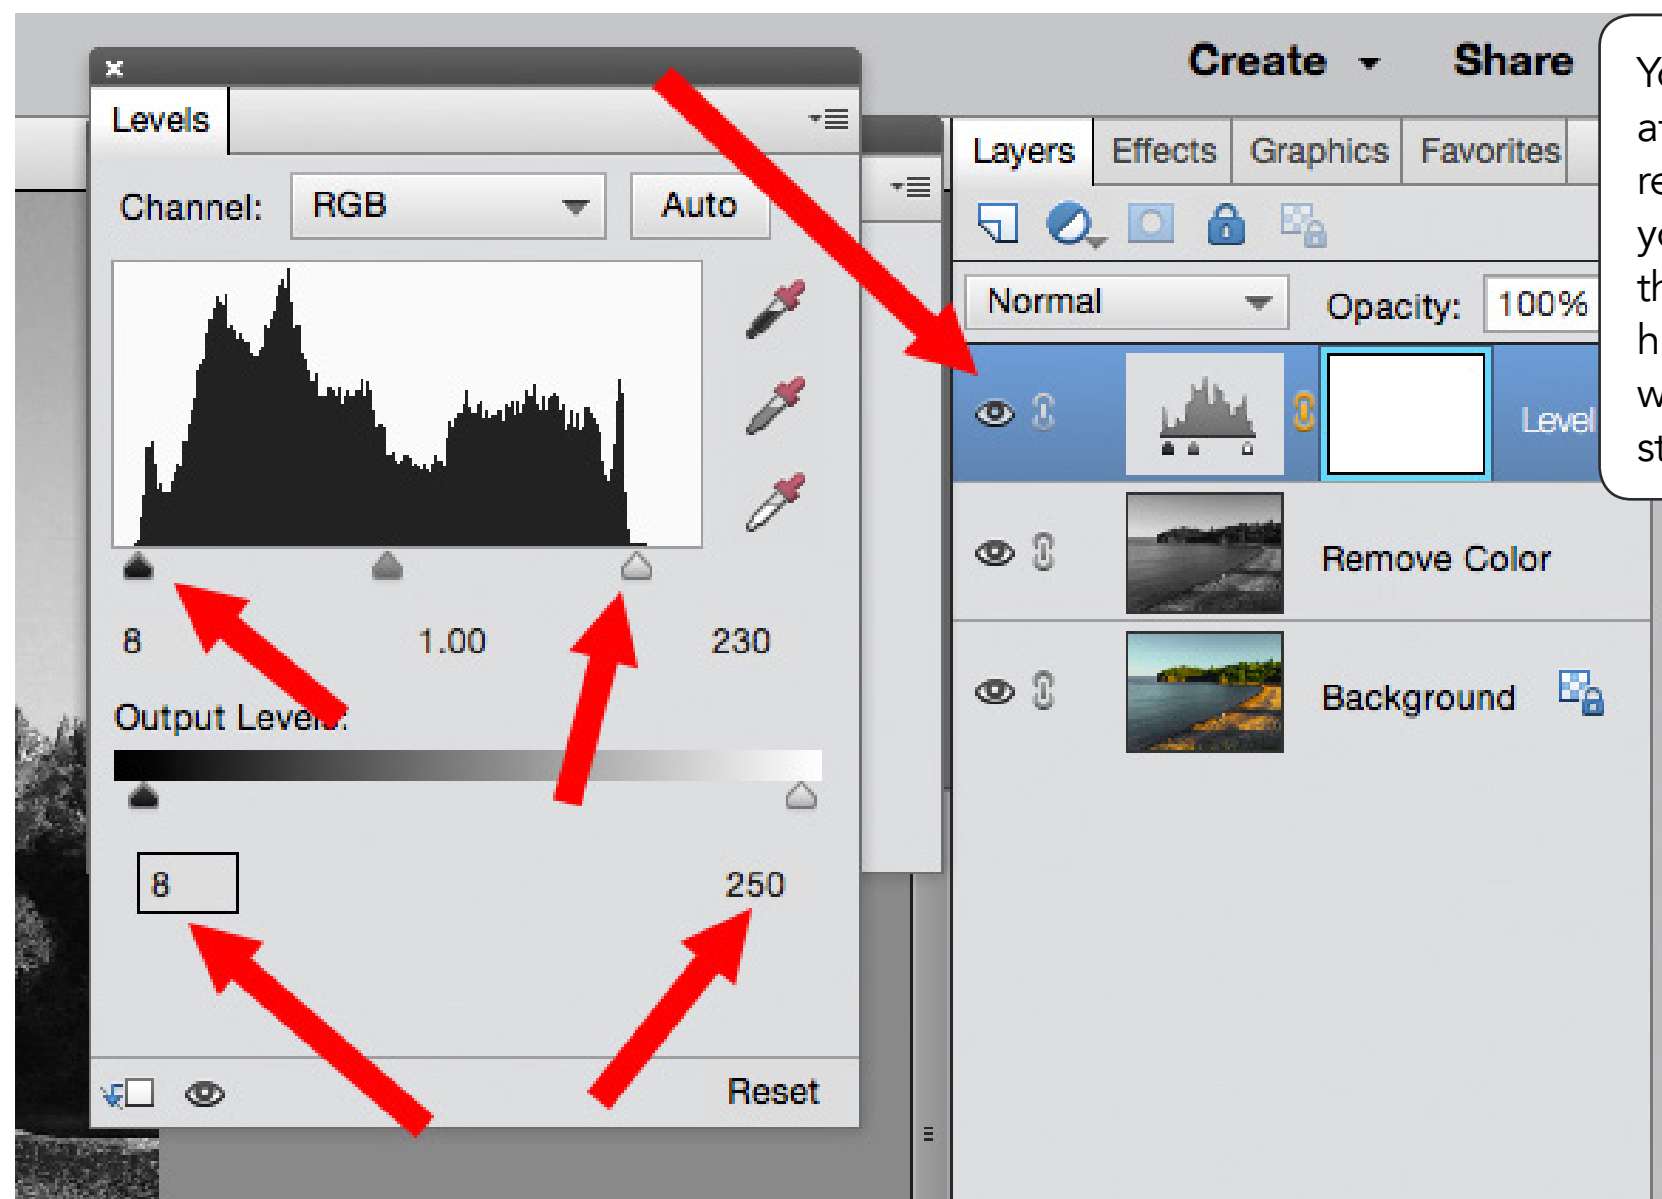 Create Share
Levels
Layers Effects Graphics Favorites
Channel: RGB Auto
Normal Opacity: 100%
Level
Remove Color
8 1.00 230
Background
Output Levels:
8 250
Reset